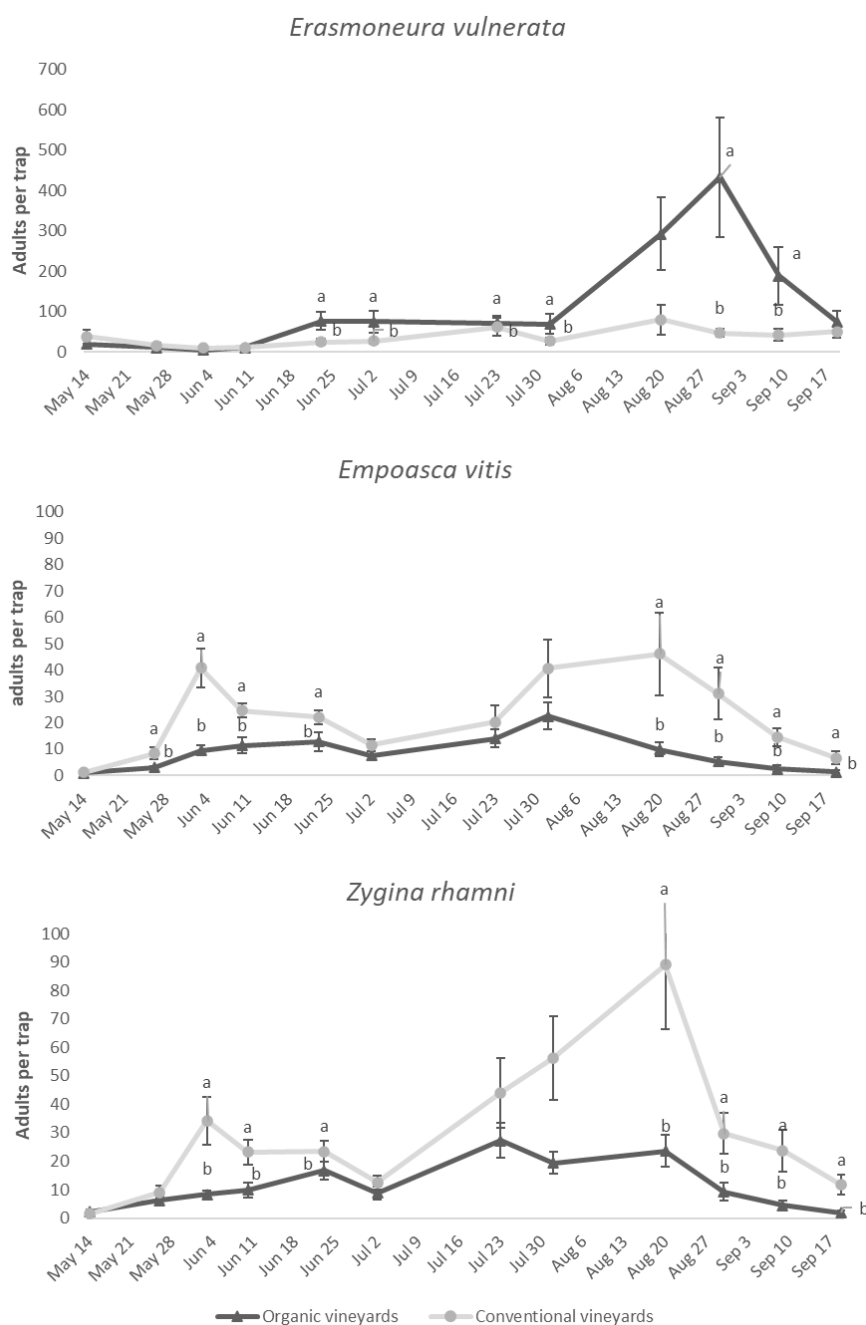 Erasmoneura vulnerata
700
600
500
400
300
200
100
0
Adults per trap
a
a
a
a
a
a
b
b
b
b
b
b
May 14
May 21
May 28
Jun 4
Jun 11
Jun 18
Jun 25
Jul 2
Jul 9
Jul 16
Jul 23
Jul 30
Aug 6
Aug 13
Aug 20
Aug 27
Sep 3
Sep 10
Sep 17
Empoasca vitis
100
90
80
70
60
50
40
30
20
10
0
adults per trap
a
a
a
a
a
a
a
a
b
b
b
b
b
b
b
b
May 14
May 21
May 28
Jun 4
Jun 11
Jun 18
Jun 25
Jul 2
Jul 9
Jul 16
Jul 23
Jul 30
Aug 6
Aug 13
Aug 20
Aug 27
Sep 3
Sep 10
Sep 17
Zygina rhamni
100
90
80
70
60
50
40
30
20
10
0
Adults per trap
a
a
a
a
a
a
a
b
b
b
b
b
b
b
May 14
May 21
May 28
Jun 4
Jun 11
Jun 18
Jun 25
Jul 2
Jul 9
Jul 16
Jul 23
Jul 30
Aug 6
Aug 13
Aug 20
Aug 27
Sep 3
Sep 10
Sep 17
Organic vineyards Conventional vineyards